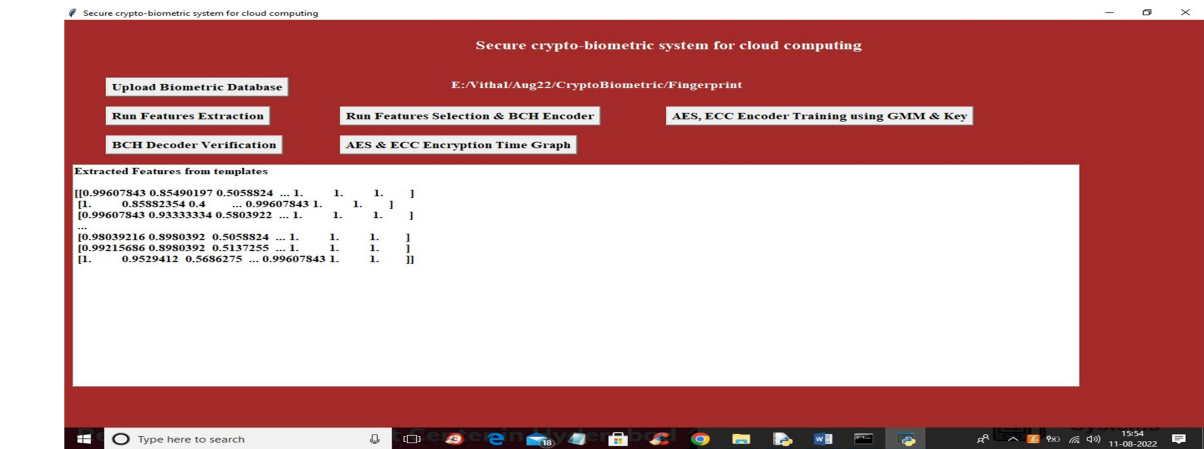 Secure crypto-biometric system for cloud computing
Secure crypto-biometric system for cloud computing
Upload Biometric Database
E:/Vithal/Aug22/CryptoBiometric/Fingerprint
Run Features Extraction
Run Features Selection & BCH Encoder
AES, ECC Encoder Training using GMM & Key
BCH Decoder Verification
AES & ECC Encryption Time Graph
Extracted Features from templates
[[0.99607843 0.85490197 0.5058824 ... 1. 1. 1. ]
[1. 0.85882354 0.4 ... 0.99607843 1. 1. ]
[0.99607843 0.93333334 0.5803922 ... 1. 1. 1. ]
...
[0.98039216 0.8980392 0.5058824 ... 1. 1. 1. ]
[0.99215686 0.8980392 0.5137255 ... 1. 1. 1. ]
[1. 0.9529412 0.5686275 ... 0.99607843 1. 1. ]]
Type here to search
18
15:54
11-08-2022